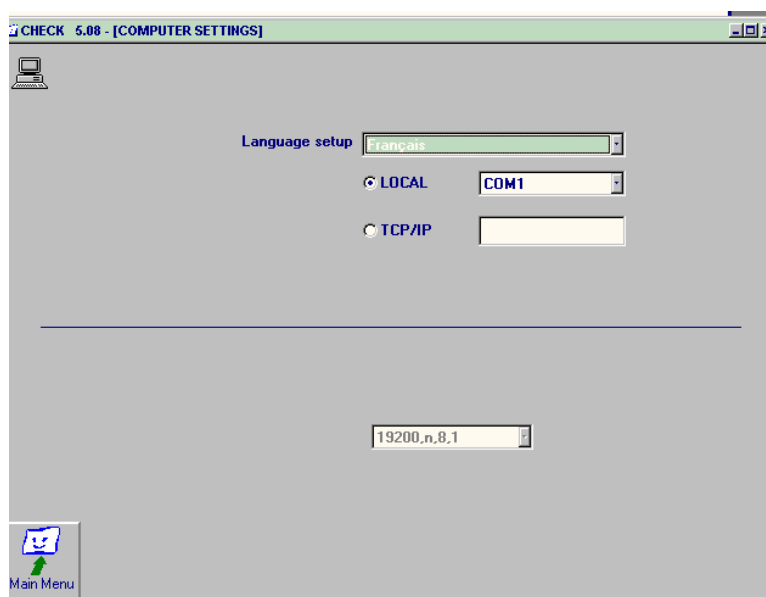 CHECK 5.08 - [COMPUTER SETTINGS]
Language setup Français
LOCAL COM1
TCP/IP
19200,n,8,1
Main Menu